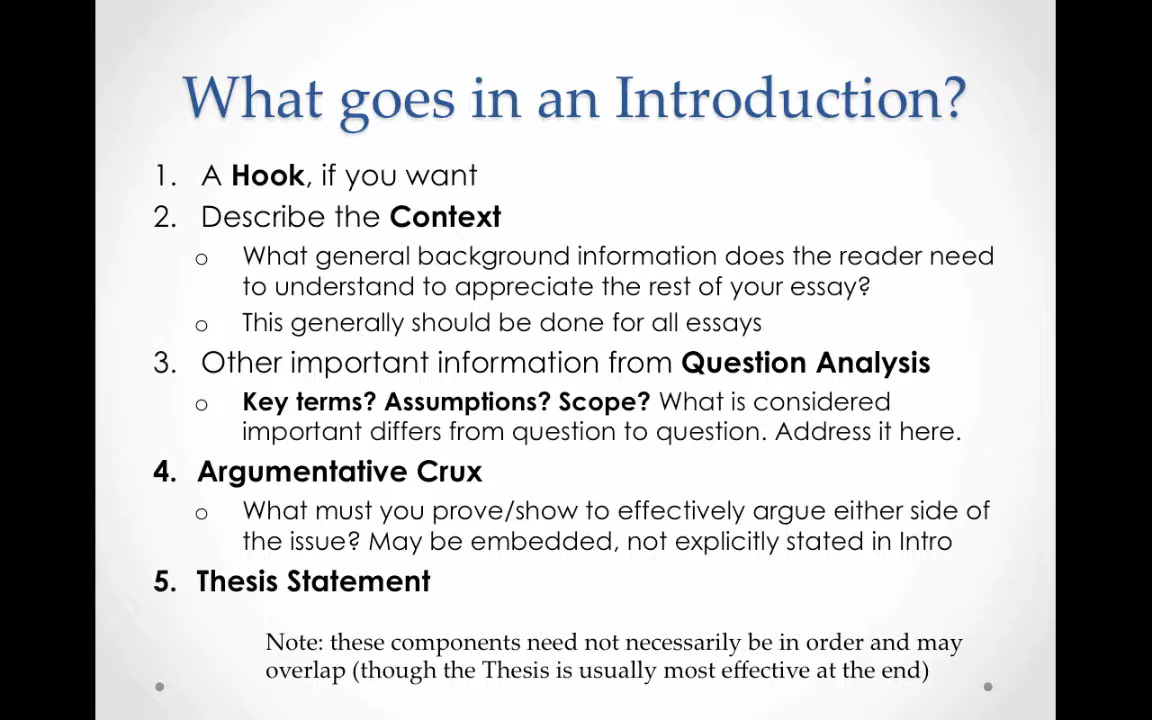 What goes in an Introduction?
1. A Hook, if you want
2. Describe the Context
o What general background information does the reader need
to understand to appreciate the rest of your essay?
o This generally should be done for all essays
3. Other important information from Question Analysis
o Key terms? Assumptions? Scope? What is considered
important differs from question to question. Address it here.
4. Argumentative Crux
o What must you prove/show to effectively argue either side of
the issue? May be embedded, not explicitly stated in Intro
5. Thesis Statement
Note: these components need not necessarily be in order and may
overlap (though the Thesis is usually most effective at the end)